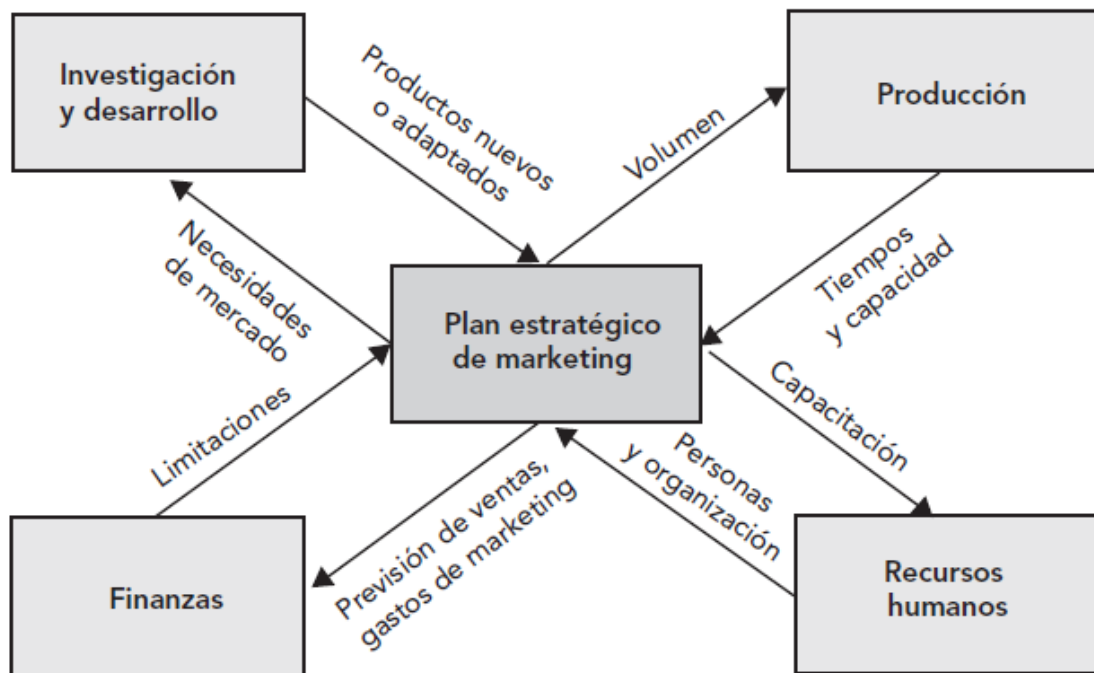 Investigación
y desarrollo
Productos nuevos
o adaptados
Volumen
Producción
Necesidades
de mercado
Plan estratégico
de marketing
Tiempos
y capacidad
Limitaciones
Capacitación
Personas
y organización
Previsión de ventas,
gastos de marketing
Finanzas
Recursos
humanos